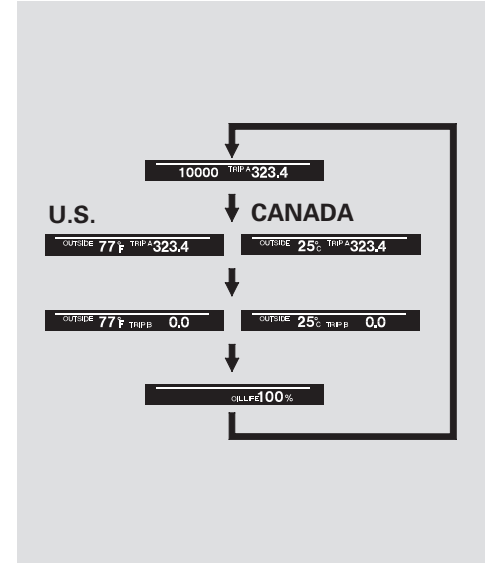 10000 TRIP A 323.4
U.S. CANADA
OUTSIDE 77°F TRIP A 323.4 OUTSIDE 25°C TRIP A 323.4
OUTSIDE 77°F TRIP B 0.0 OUTSIDE 25°C TRIP B 0.0
OIL LIFE 100 %